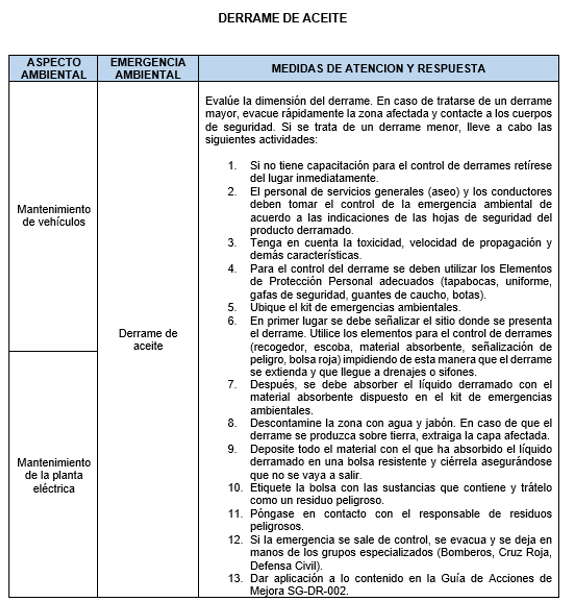 DERRAME DE ACEITE
ASPECTO
AMBIENTAL
EMERGENCIA
AMBIENTAL
MEDIDAS DE ATENCION Y RESPUESTA
Mantenimiento
de vehículos
Mantenimiento
de la planta
eléctrica
Derrame de
aceite
Evalúe la dimensión del derrame. En caso de tratarse de un derrame
mayor, evacue rápidamente la zona afectada y contacte a los cuerpos
de seguridad. Si se trata de un derrame menor, lleve a cabo las
siguientes actividades:
1. Si no tiene capacitación para el control de derrames retírese
del lugar inmediatamente.
2. El personal de servicios generales (aseo) y los conductores
deben tomar el control de la emergencia ambiental de
acuerdo a las indicaciones de las hojas de seguridad del
producto derramado.
3. Tenga en cuenta la toxicidad, velocidad de propagación y
demás características.
4. Para el control del derrame se deben utilizar los Elementos
de Protección Personal adecuados (tapabocas, uniforme,
gafas de seguridad, guantes de caucho, botas).
5. Ubique el kit de emergencias ambientales.
6. En primer lugar se debe señalizar el sitio donde se presenta
el derrame. Utilice los elementos para el control de derrames
(recogedor, escoba, material absorbente, señalización de
peligro, bolsa roja) impidiendo de esta manera que el derrame
se extienda y que llegue a drenajes o sifones.
7. Después, se debe absorber el líquido derramado con el
material absorbente dispuesto en el kit de emergencias
ambientales.
8. Descontamine la zona con agua y jabón. En caso de que el
derrame se produzca sobre tierra, extraiga la capa afectada.
9. Deposite todo el material con el que ha absorbido el líquido
derramado en una bolsa resistente y ciérrela asegurándose
que no se vaya a salir.
10. Etiquete la bolsa con las sustancias que contiene y trátelo
como un residuo peligroso.
11. Póngase en contacto con el responsable de residuos
peligrosos.
12. Si la emergencia se sale de control, se evacua y se deja en
manos de los grupos especializados (Bomberos, Cruz Roja,
Defensa Civil).
13. Dar aplicación a lo contenido en la Guía de Acciones de
Mejora SG-DR-002.